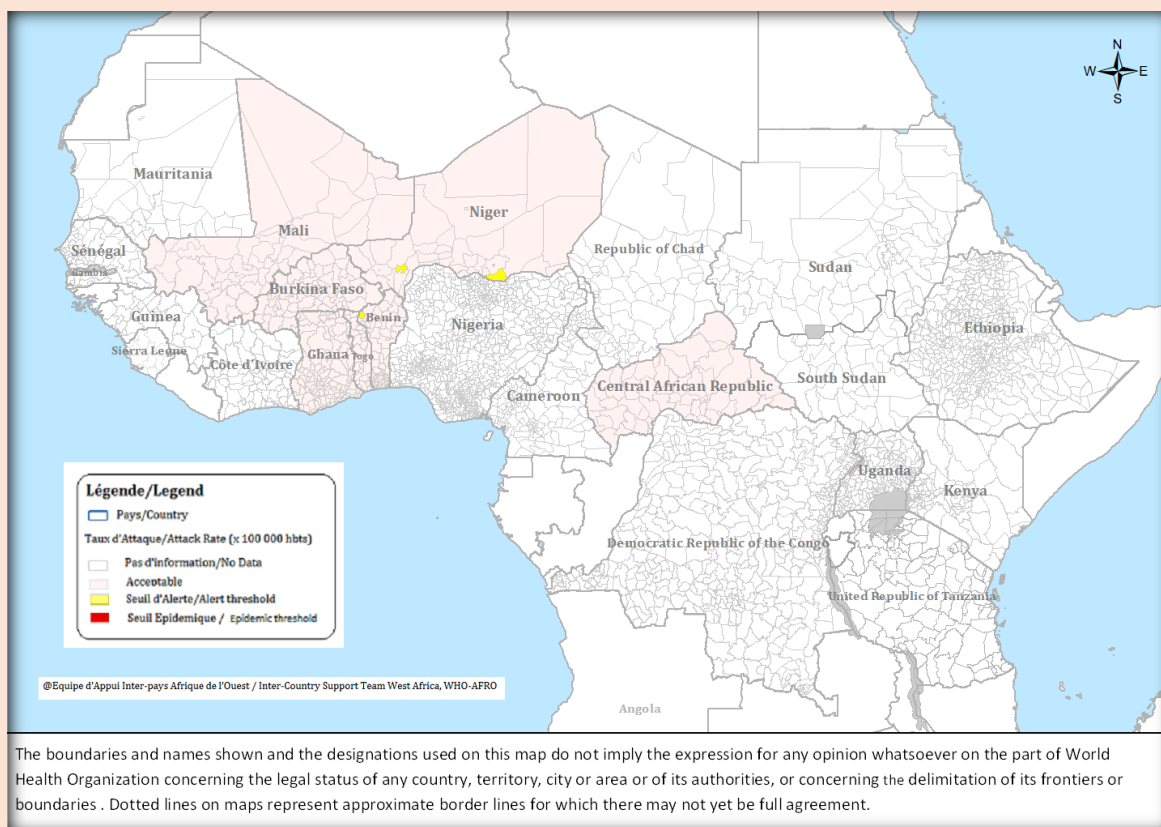 N
W E
S
Mauritania
Mali
Niger
Sénégal
Gambia
Republic of Chad
Sudan
Burkina Faso
Benin
Guinea
Nigeria
Ethiopia
Sierra Leone
Côte d'Ivoire
Ghana
Togo
Cameroon
Central African Republic
South Sudan
Uganda
Kenya
Democratic Republic of the Congo
United Republic of Tanzania
Angola
Légende/Legend
Pays/Country
Taux d'Attaque/Attack Rate (x 100 000 hbts)
Pas d'information/No Data
Acceptable
Seuil d'Alerte/Alert threshold
Seuil Epidemique / Epidemic threshold
@Equipe d'Appui Inter-pays Afrique de l'Ouest / Inter-Country Support Team West Africa, WHO-AFRO
The boundaries and names shown and the designations used on this map do not imply the expression for any opinion whatsoever on the part of World
Health Organization concerning the legal status of any country, territory, city or area or of its authorities, or concerning the delimitation of its frontiers or
boundaries . Dotted lines on maps represent approximate border lines for which there may not yet be full agreement.